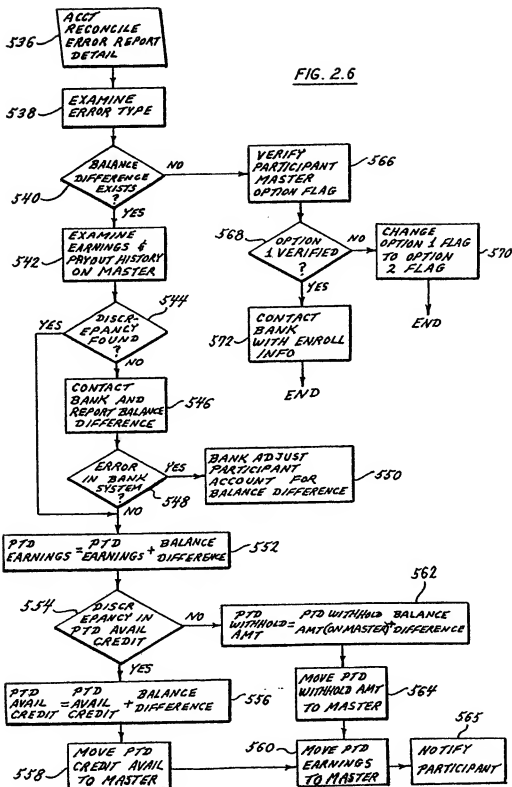 ACCT
RECONCILE
ERROR REPORT
DETAIL
536
FIG. 2.6
EXAMINE
ERROR TYPE
538
BALANCE
DIFFERENCE
EXISTS
?
540
NO
YES
VERIFY
PARTICIPANT
MASTER
OPTION FLAG
566
EXAMINE
EARNINGS &
PAYOUT HISTORY
ON MASTER
542
568
OPTION
1 VERIFIED
?
NO
YES
CHANGE
OPTION 1 FLAG
TO OPTION
2 FLAG
570
END
CONTACT
BANK
WITH ENROLL
INFO
572
END
544
YES
DISCR-
EPANCY
FOUND
?
NO
CONTACT
BANK AND
REPORT BALANCE
DIFFERENCE
546
ERROR
IN BANK
SYSTEM
?
548
YES
NO
BANK ADJUST
PARTICIPANT
ACCOUNT FOR
BALANCE DIFFERENCE
550
PTD EARNINGS = PTD EARNINGS + BALANCE DIFFERENCE
552
554
DISCR
EPANCY IN
PTD AVAIL
CREDIT
NO
YES
562
PTD WITHHOLD AMT = PTD WITHHOLD AMT (ON MASTER) + BALANCE DIFFERENCE
PTD AVAIL CREDIT = PTD AVAIL CREDIT + BALANCE DIFFERENCE
556
MOVE PTD
WITHHOLD AMT
TO MASTER
564
558
MOVE PTD
CREDIT AVAIL
TO MASTER
560
MOVE PTD
EARNINGS
TO MASTER
565
NOTIFY
PARTICIPANT